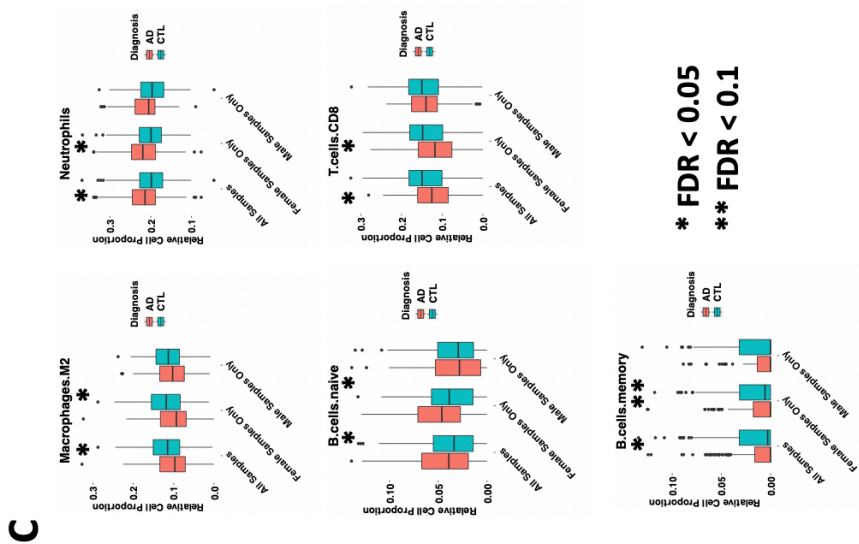 C
Macrophages.M2
Relative Cell Proportion
0.3
0.2
0.1
0.0
All Samples
Female Samples Only
Male Samples Only
*
*
Diagnosis
AD
CTL
Neutrophils
Relative Cell Proportion
0.3
0.2
0.1
All Samples
Female Samples Only
Male Samples Only
*
*
Diagnosis
AD
CTL
B.cells.naive
Relative Cell Proportion
0.10
0.05
0.00
All Samples
Female Samples Only
Male Samples Only
*
*
Diagnosis
AD
CTL
T.cells.CD8
Relative Cell Proportion
0.3
0.2
0.1
0.0
All Samples
Female Samples Only
Male Samples Only
*
*
Diagnosis
AD
CTL
B.cells.memory
Relative Cell Proportion
0.10
0.05
0.00
All Samples
Female Samples Only
Male Samples Only
*
**
Diagnosis
AD
CTL
* FDR < 0.05
** FDR < 0.1